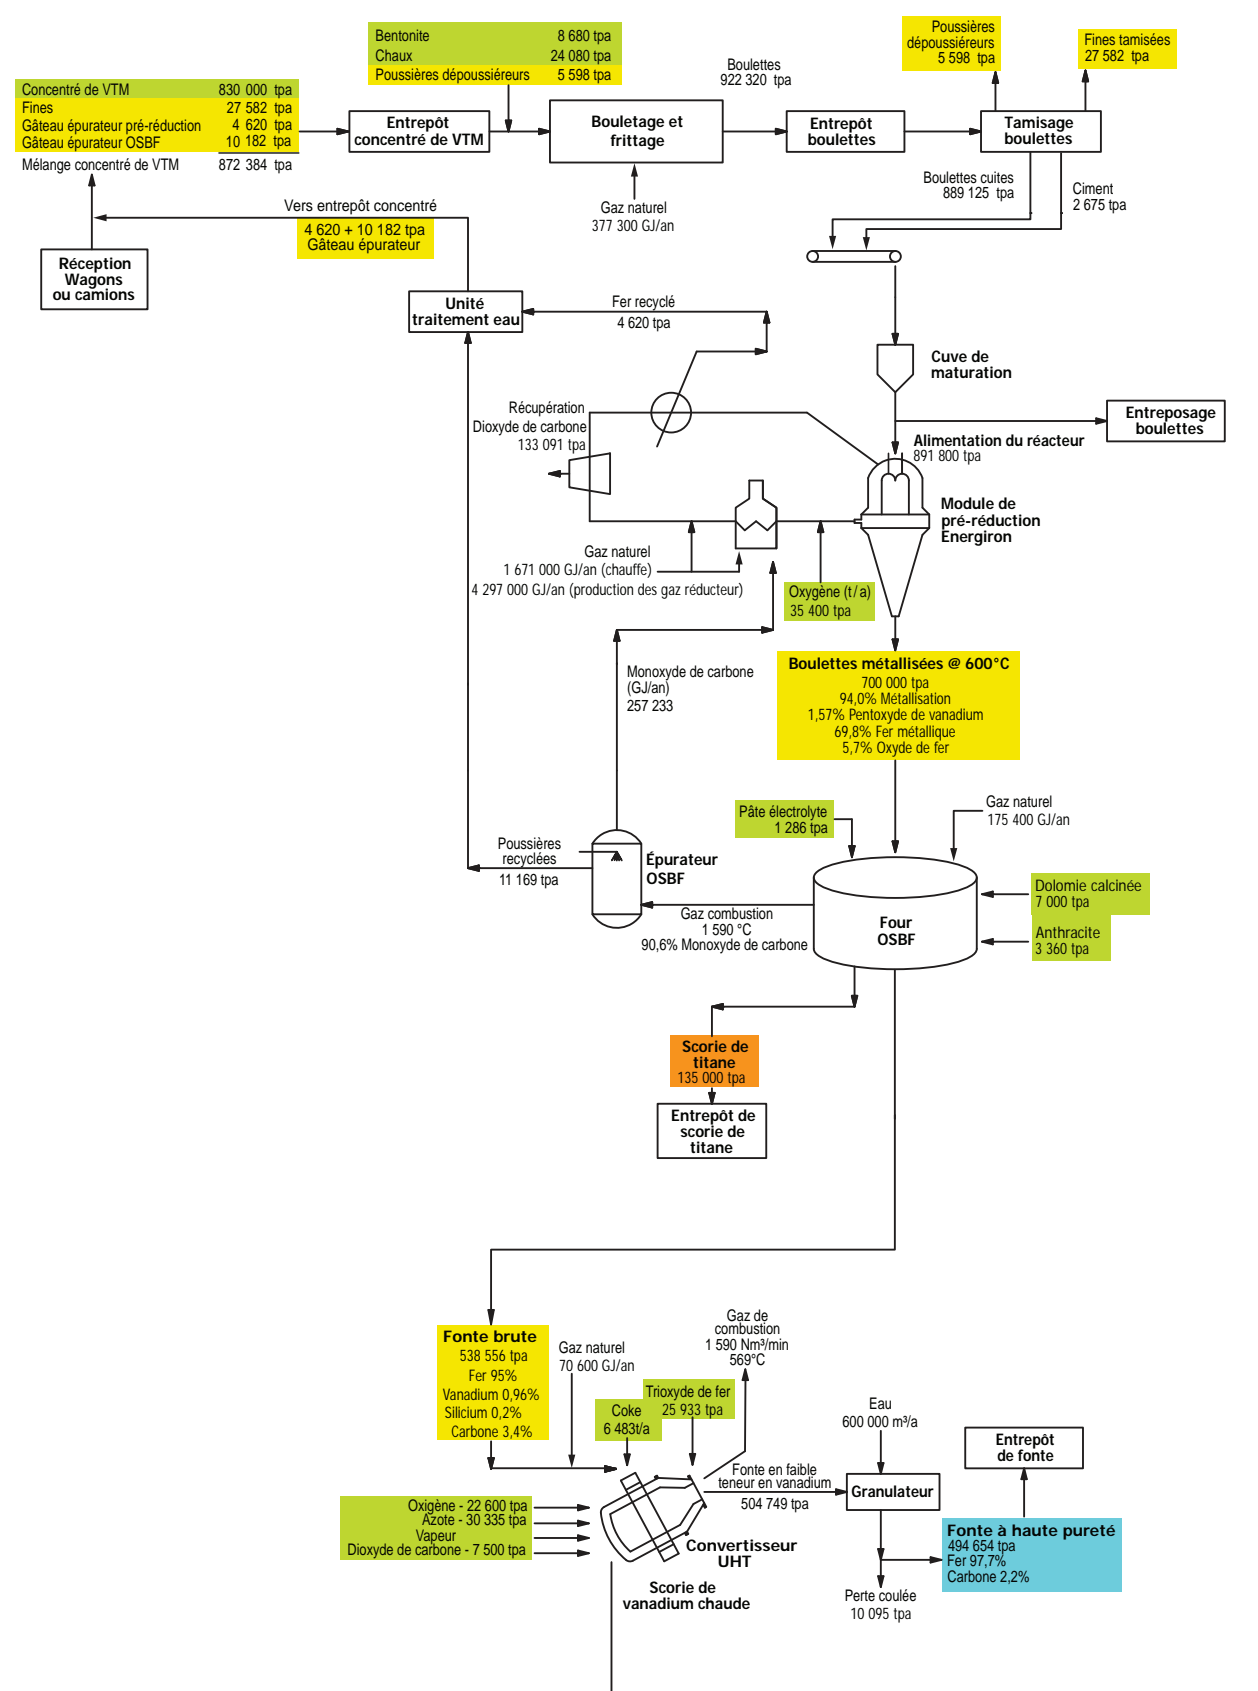 Bentonite 8 680 tpa
Chaux 24 080 tpa
Poussières dépoussiéreurs 5 598 tpa
Poussières
dépoussiéreurs
5 598 tpa
Fines tamisées
27 582 tpa
Boulettes
922 320 tpa
Concentré de VTM 830 000 tpa
Fines 27 582 tpa
Gâteau épurateur pré-réduction 4 620 tpa
Gâteau épurateur OSBF 10 182 tpa
Mélange concentré de VTM 872 384 tpa
Entrepôt
concentré de VTM
Bouletage et
frittage
Entrepôt
boulettes
Tamisage
boulettes
Boulettes cuites
889 125 tpa
Ciment
2 675 tpa
Gaz naturel
377 300 GJ/an
Vers entrepôt concentré
4 620 + 10 182 tpa
Gâteau épurateur
Réception
Wagons
ou camions
Unité
traitement eau
Fer recyclé
4 620 tpa
Cuve de
maturation
Entreposage
boulettes
Récupération
Dioxyde de carbone
133 091 tpa
Alimentation du réacteur
891 800 tpa
Module de
pré-réduction
Energiron
Gaz naturel
1 671 000 GJ/an (chauffe)
4 297 000 GJ/an (production des gaz réducteur)
Oxygène (t/a)
35 400 tpa
Boulettes métallisées @ 600°C
700 000 tpa
94,0% Métallisation
1,57% Pentoxyde de vanadium
69,8% Fer métallique
5,7% Oxyde de fer
Monoxyde de carbone
(GJ/an)
257 233
Pâte électrolyte
1 286 tpa
Gaz naturel
175 400 GJ/an
Poussières
recyclées
11 169 tpa
Épurateur
OSBF
Gaz combustion
1 590 °C
90,6% Monoxyde de carbone
Four
OSBF
Dolomie calcinée
7 000 tpa
Anthracite
3 360 tpa
Scorie de
titane
135 000 tpa
Entrepôt de
scorie de
titane
Fonte brute
538 556 tpa
Fer 95%
Vanadium 0,96%
Silicium 0,2%
Carbone 3,4%
Gaz naturel
70 600 GJ/an
Gaz de
combustion
1 590 Nm³/min
569°C
Coke
6 483t/a
Trioxyde de fer
25 933 tpa
Eau
600 000 m³/a
Entrepôt
de fonte
Fonte en faible
teneur en vanadium
504 749 tpa
Granulateur
Oxigène - 22 600 tpa
Azote - 30 335 tpa
Vapeur
Dioxyde de carbone - 7 500 tpa
Convertisseur
UHT
Fonte à haute pureté
494 654 tpa
Fer 97,7%
Carbone 2,2%
Scorie de
vanadium chaude
Perte coulée
10 095 tpa